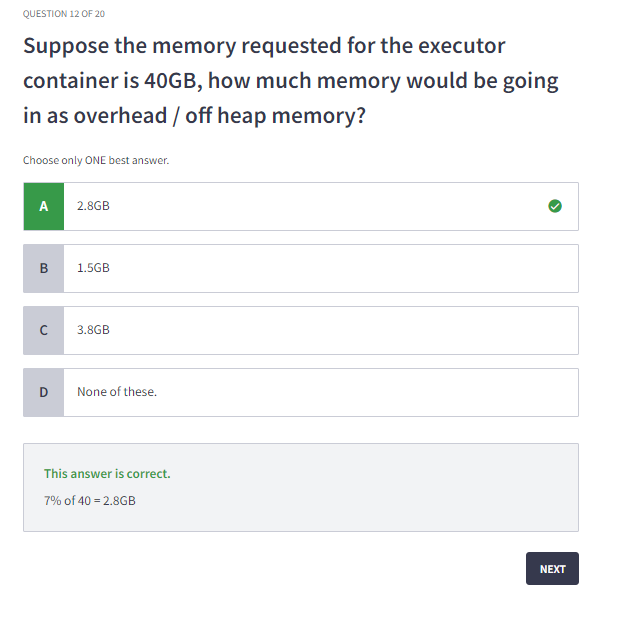 QUESTION 12 OF 20
Suppose the memory requested for the executor
container is 40GB, how much memory would be going
in as overhead / off heap memory?
Choose only ONE best answer.
A 2.8GB
B 1.5GB
C 3.8GB
D None of these.
This answer is correct.
7% of 40 = 2.8GB
NEXT